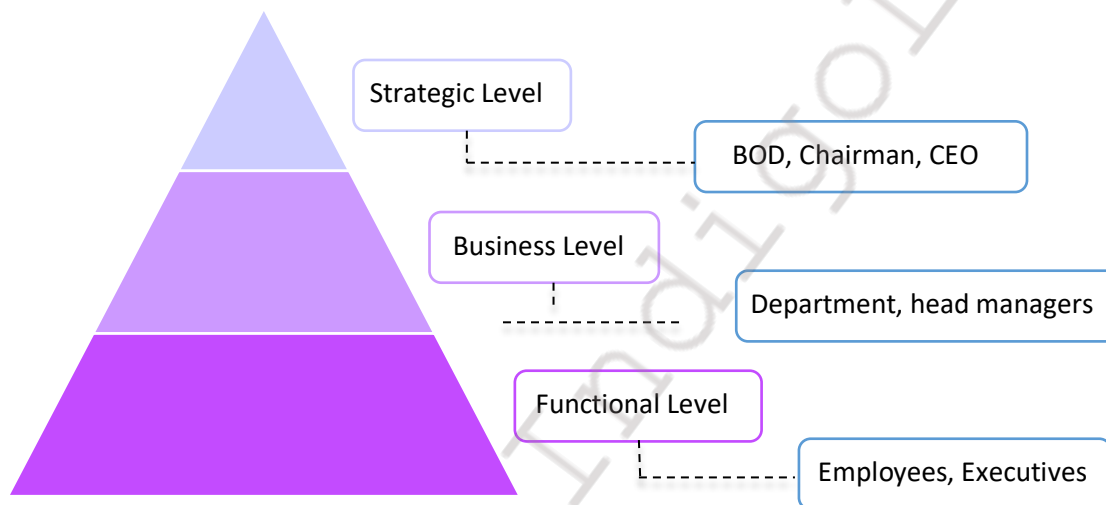 Strategic Level
BOD, Chairman, CEO
Business Level
Department, head managers
Functional Level
Employees, Executives